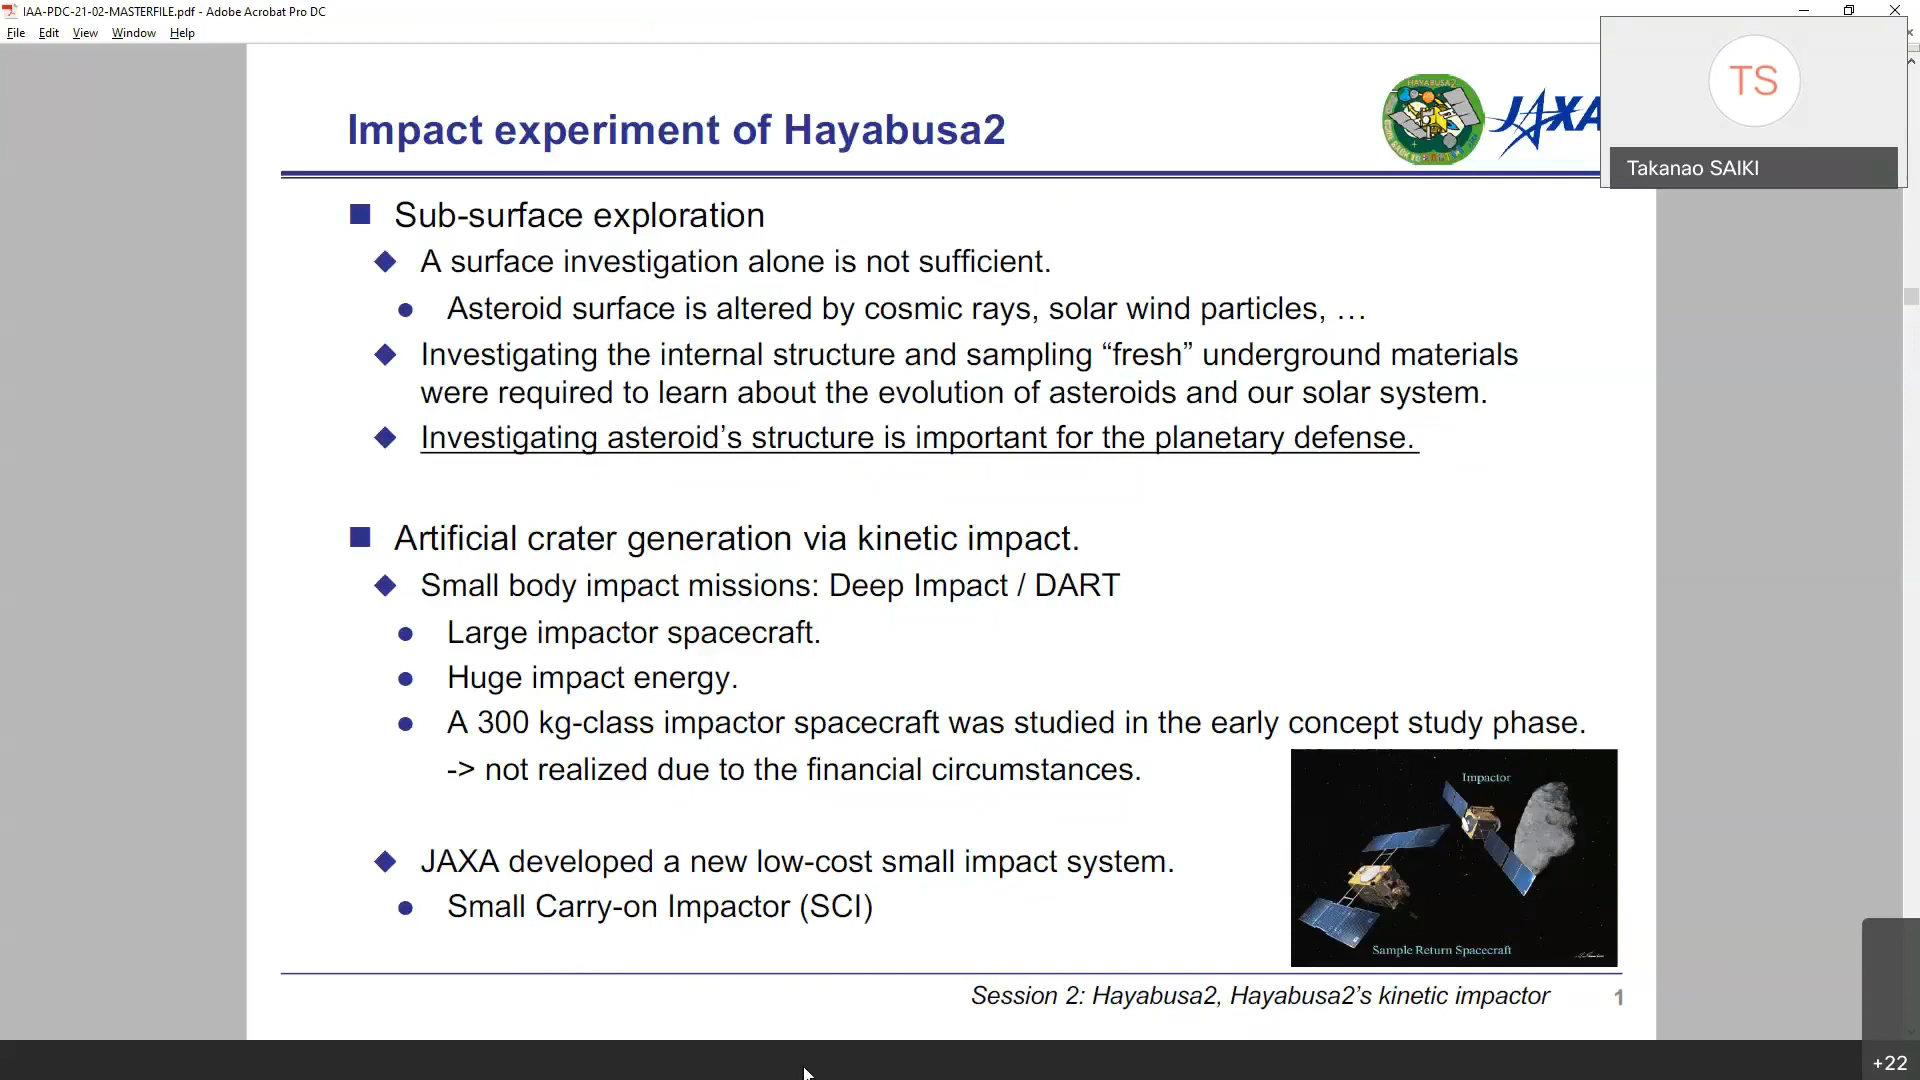 IAA-PDC-21-02-MASTERFILE.pdf - Adobe Acrobat Pro DC
File Edit View Window Help
TS
Takanao SAIKI
HAYABUSA2
JAXA
Impact experiment of Hayabusa2
Sub-surface exploration
A surface investigation alone is not sufficient.
Asteroid surface is altered by cosmic rays, solar wind particles, …
Investigating the internal structure and sampling “fresh” underground materials
were required to learn about the evolution of asteroids and our solar system.
Investigating asteroid’s structure is important for the planetary defense.
Artificial crater generation via kinetic impact.
Small body impact missions: Deep Impact / DART
Large impactor spacecraft.
Huge impact energy.
A 300 kg-class impactor spacecraft was studied in the early concept study phase.
-> not realized due to the financial circumstances.
Impactor
Sample Return Spacecraft
JAXA developed a new low-cost small impact system.
Small Carry-on Impactor (SCI)
Session 2: Hayabusa2, Hayabusa2’s kinetic impactor 1
+22